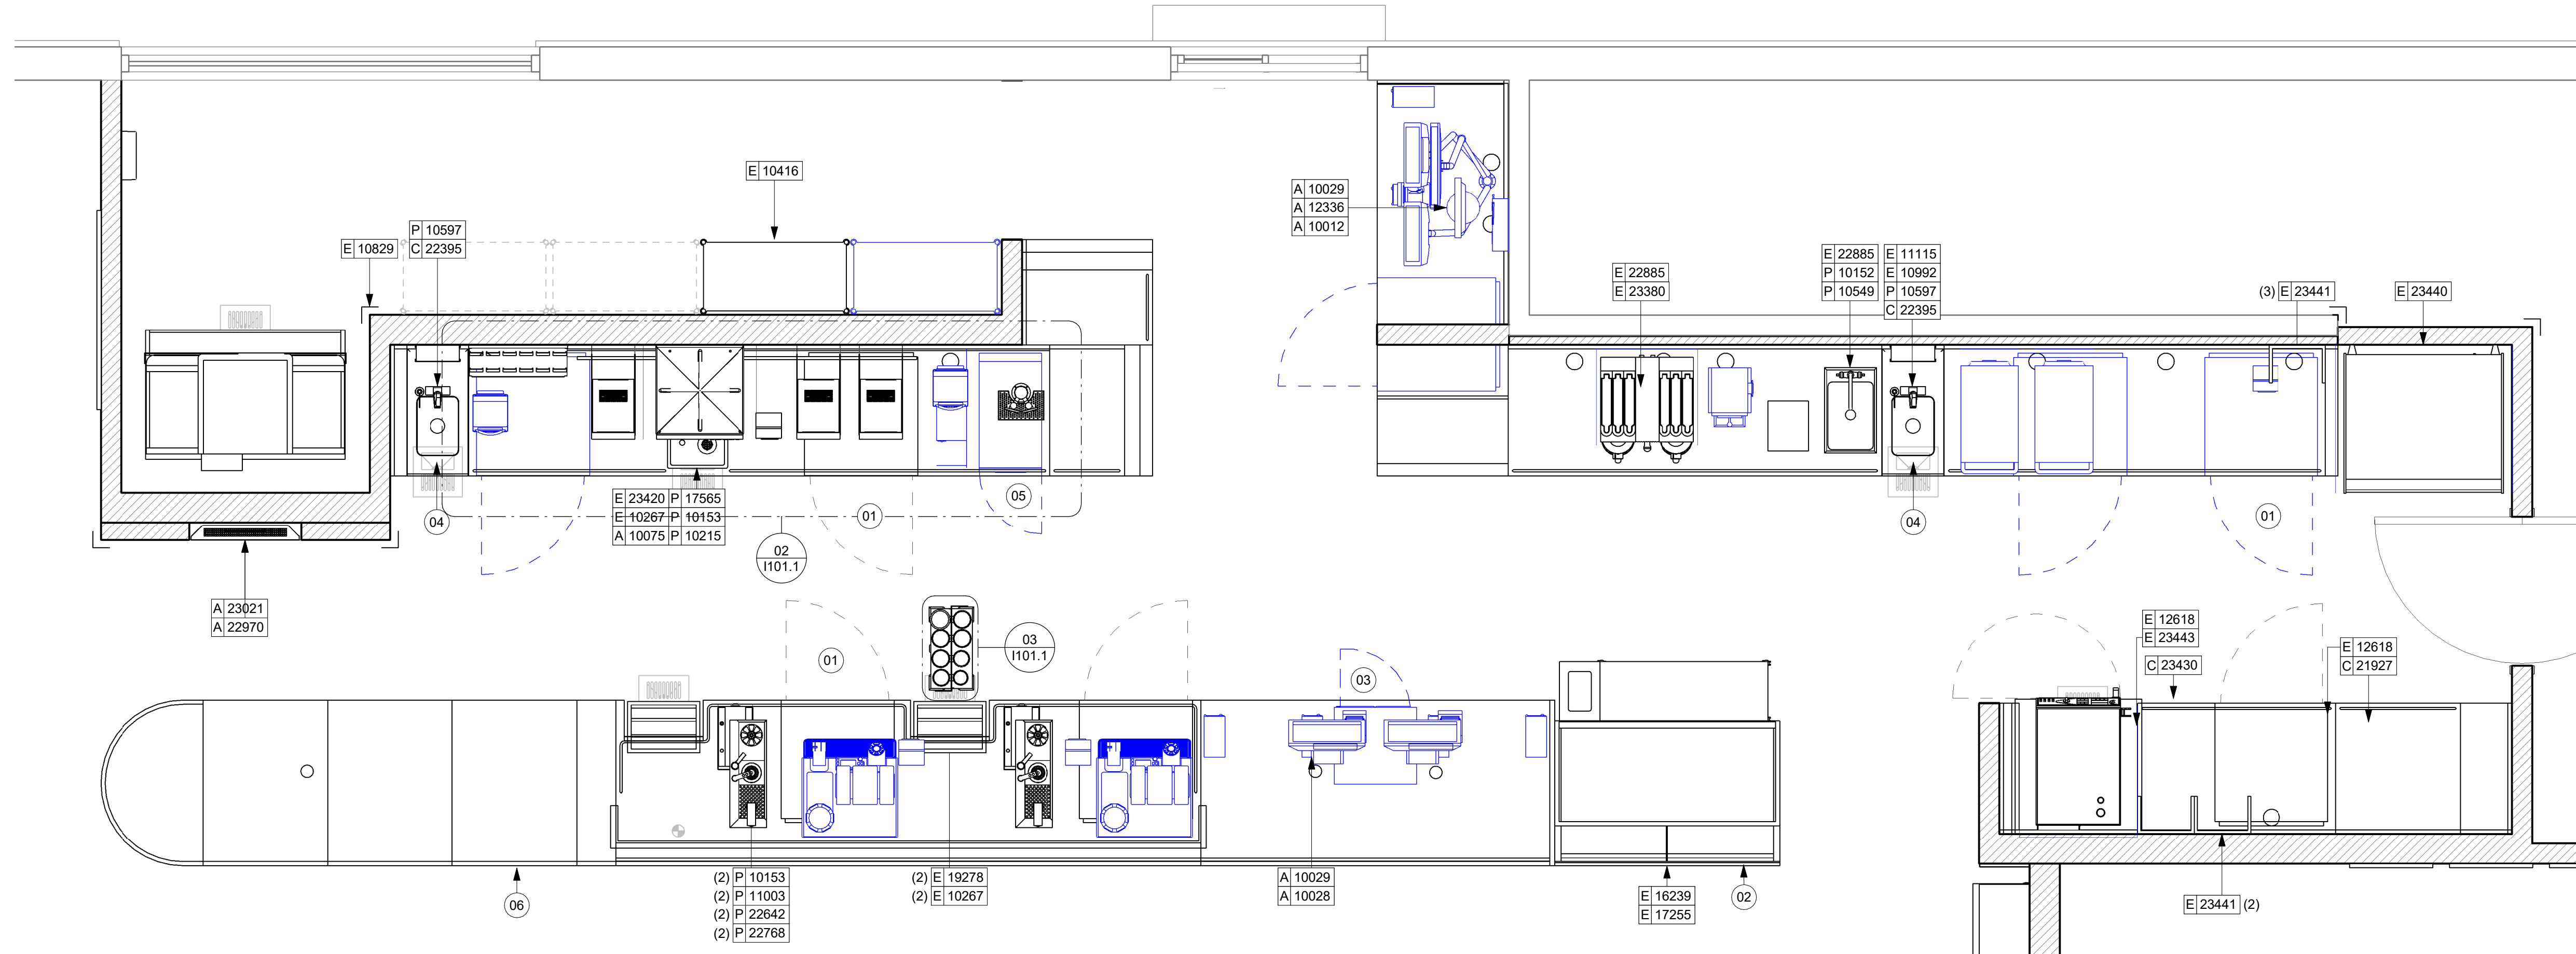 E 10416
P 10597
C 22395
E 10829
A 10029
A 12336
A 10012
E 22885
E 23380
E 22885
P 10152
P 10549
E 11115
E 10992
P 10597
C 22395
(3) E 23441
E 23440
04
E 23420 P 17565
E 10267 P 10153
A 10075 P 10215
01
05
02
I101.1
04
01
A 23021
A 22970
01
03
I101.1
03
E 12618
E 23443
C 23430
E 12618
C 21927
06
(2) P 10153
(2) P 11003
(2) P 22642
(2) P 22768
(2) E 19278
(2) E 10267
A 10029
A 10028
E 16239
E 17255
02
E 23441 (2)